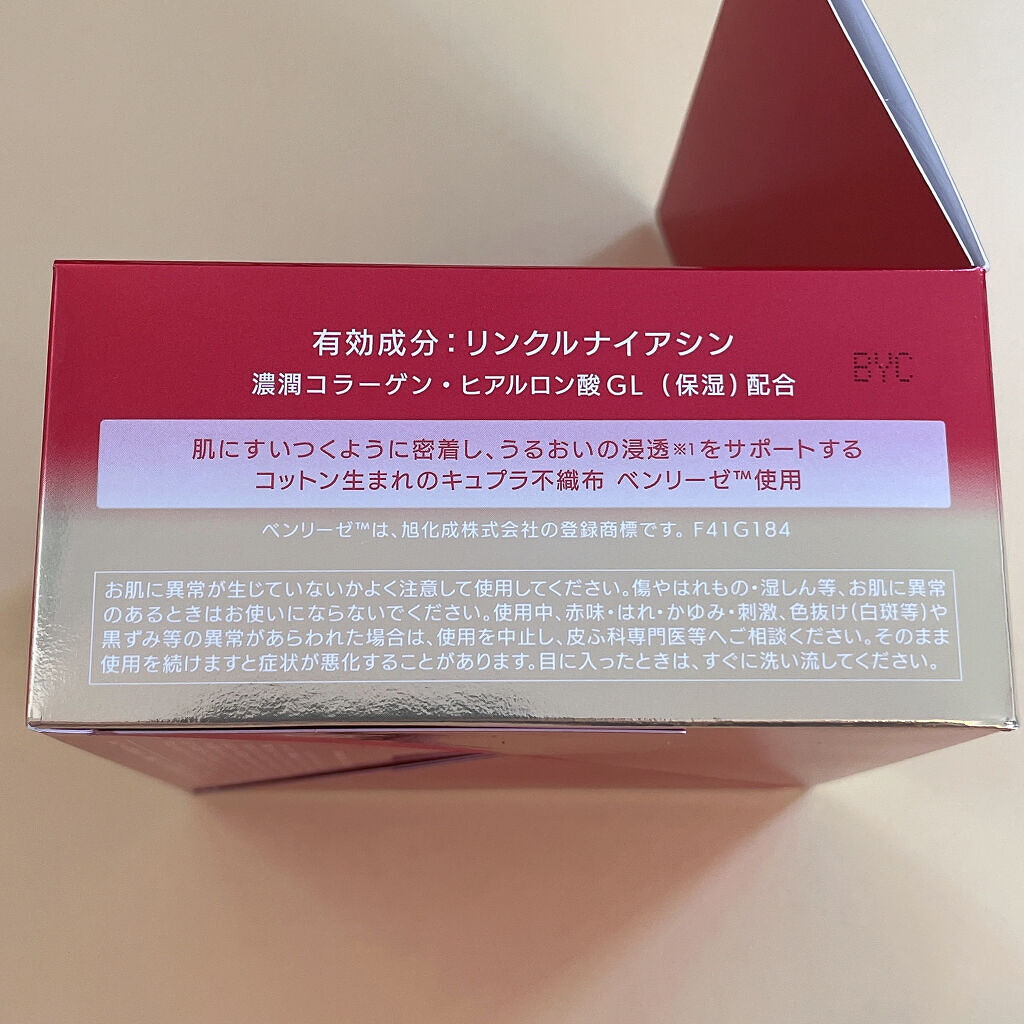 有効成分：リンクルナイアシン
BYC
濃潤コラーゲン・ヒアルロン酸GL（保湿）配合
肌にすいつくように密着し、うるおいの浸透※1をサポートする
コットン生まれのキュプラ不織布 ベンリーゼ™使用
ベンリーゼ™は、旭化成株式会社の登録商標です。F41G184
お肌に異常が生じていないかよく注意して使用してください。傷やはれもの・湿しん等、お肌に異常
のあるときはお使いにならないでください。使用中、赤味・はれ・かゆみ・刺激、色抜け(白斑等)や
黒ずみ等の異常があらわれた場合は、使用を中止し、皮ふ科専門医等へご相談ください。そのまま
使用を続けますと症状が悪化することがあります。目に入ったときは、すぐに洗い流してください。